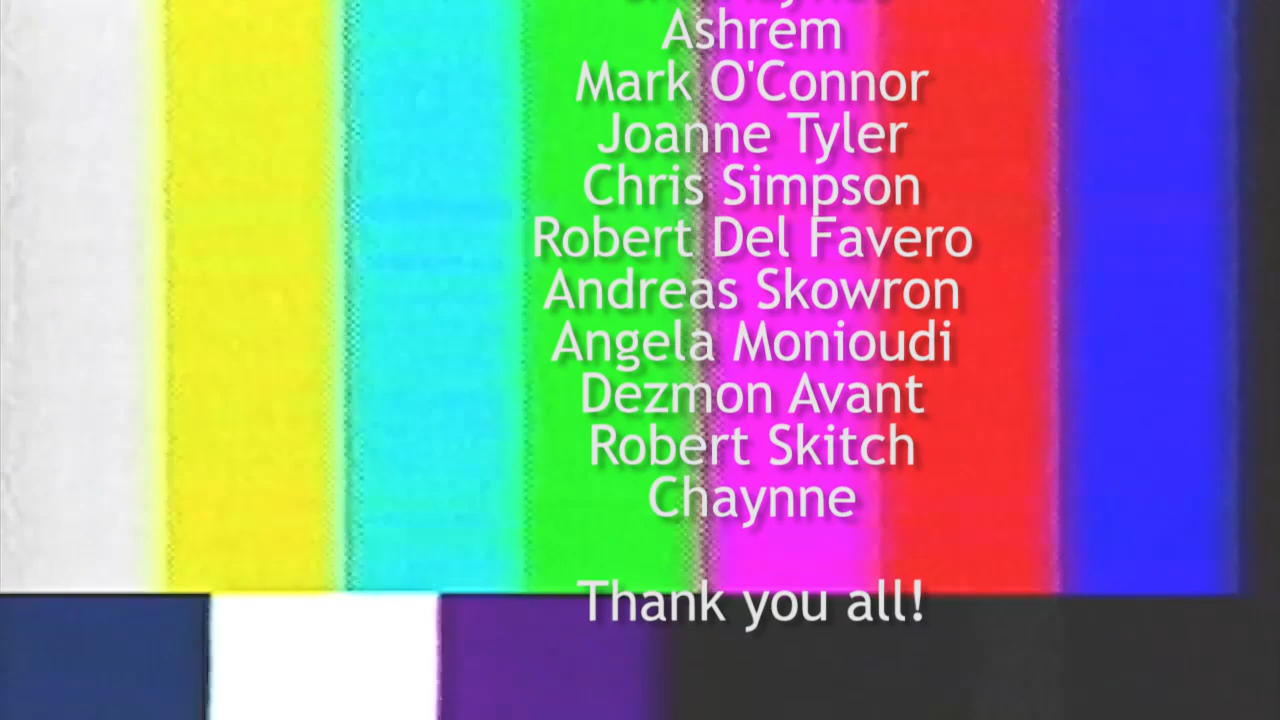 Ashrem
Mark O'Connor
Joanne Tyler
Chris Simpson
Robert Del Favero
Andreas Skowron
Angela Monioudi
Dezmon Avant
Robert Skitch
Chaynne
Thank you all!